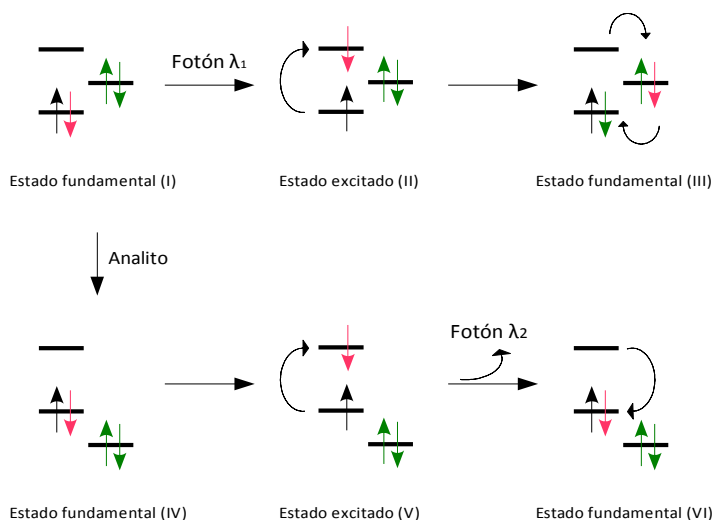 Fotón λ₁
Estado fundamental (I)
Estado excitado (II)
Estado fundamental (III)
Analito
Fotón λ2
Estado fundamental (IV)
Estado excitado (V)
Estado fundamental (VI)